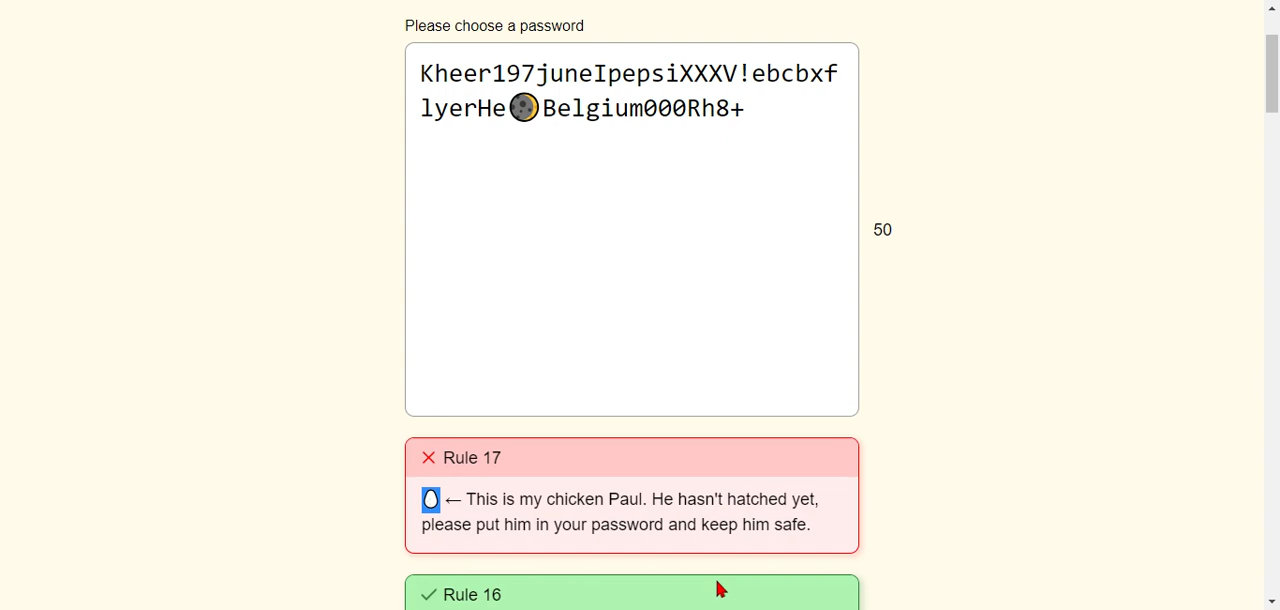 Please choose a password
Kheer197juneIpepsiXXXV!ebcbxf
lyerHe🌒Belgium000Rh8+
50
Rule 17
🥚 ← This is my chicken Paul. He hasn't hatched yet,
please put him in your password and keep him safe.
Rule 16